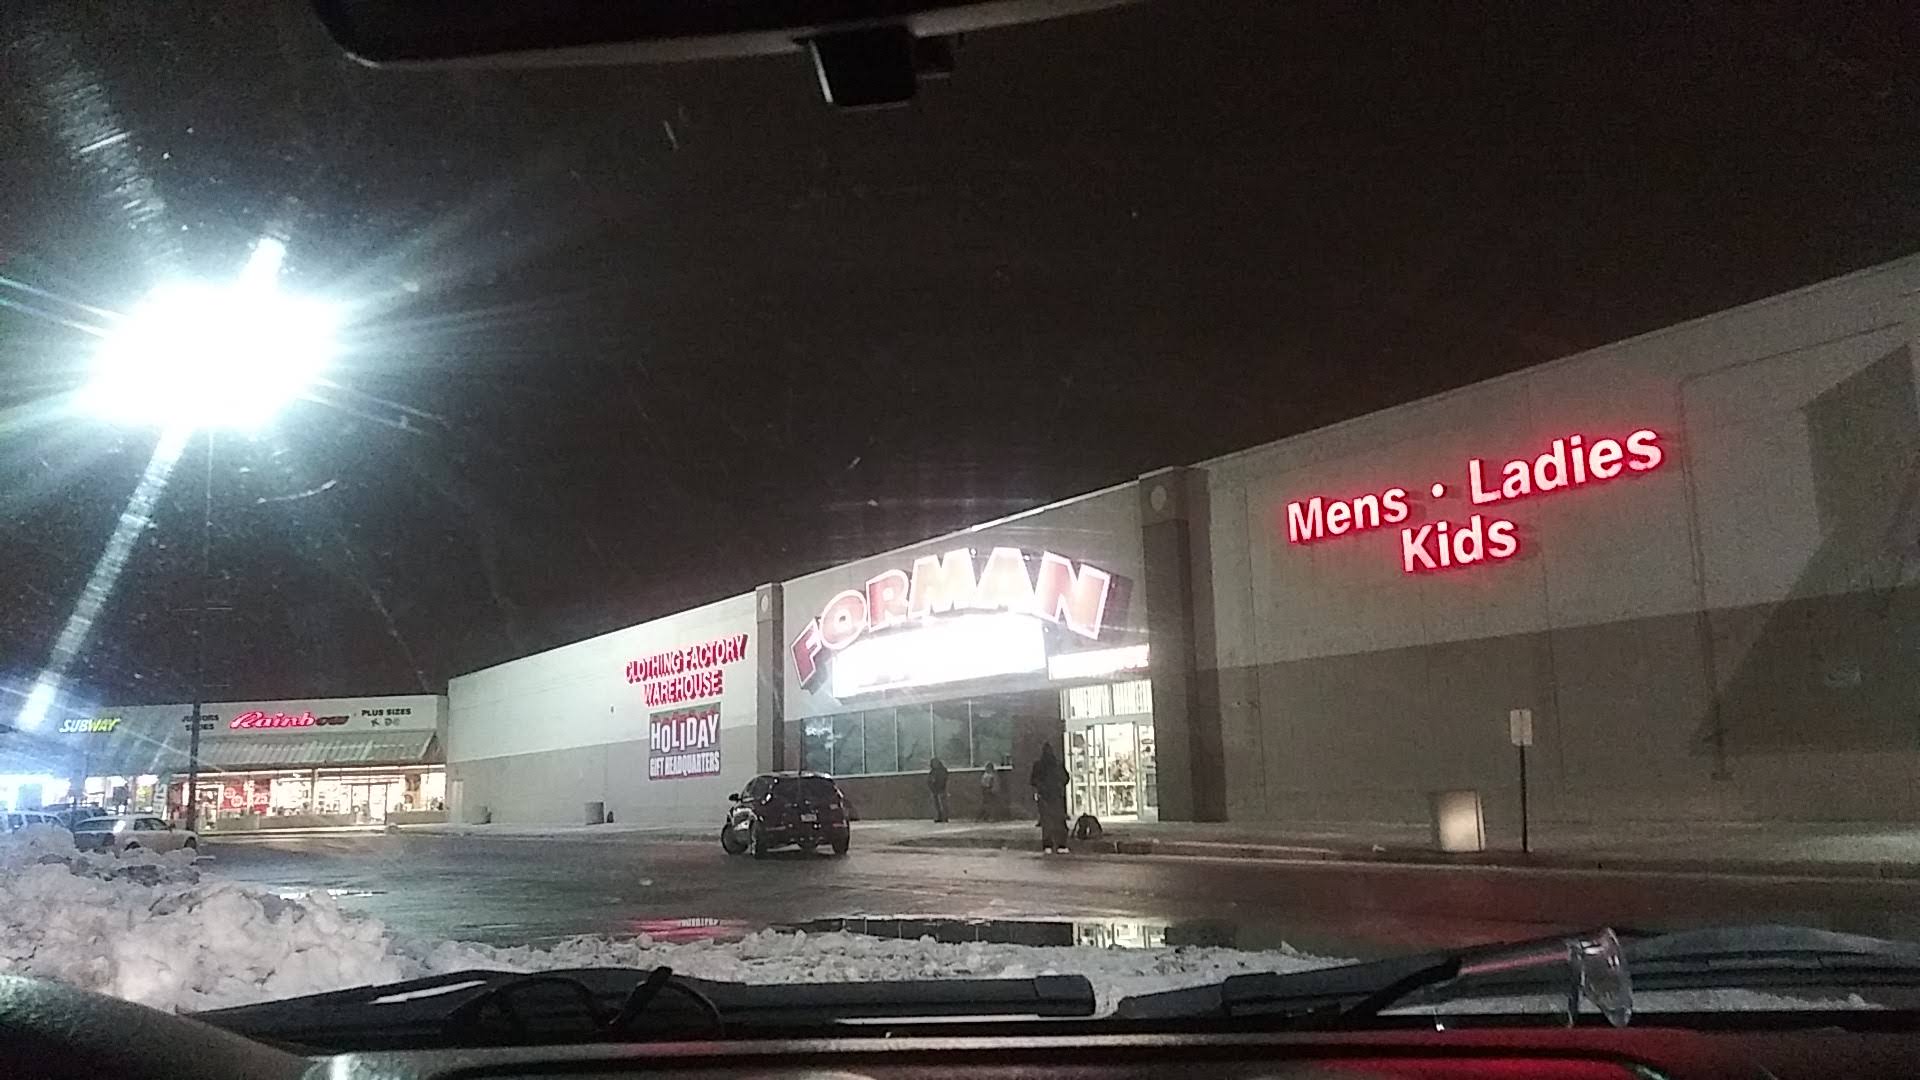 SUBWAY
Rainbow
PLUS SIZES
CLOTHING FACTORY
WAREHOUSE
HOLIDAY
GIFT HEADQUARTERS
FORMAN
Mens · Ladies
Kids